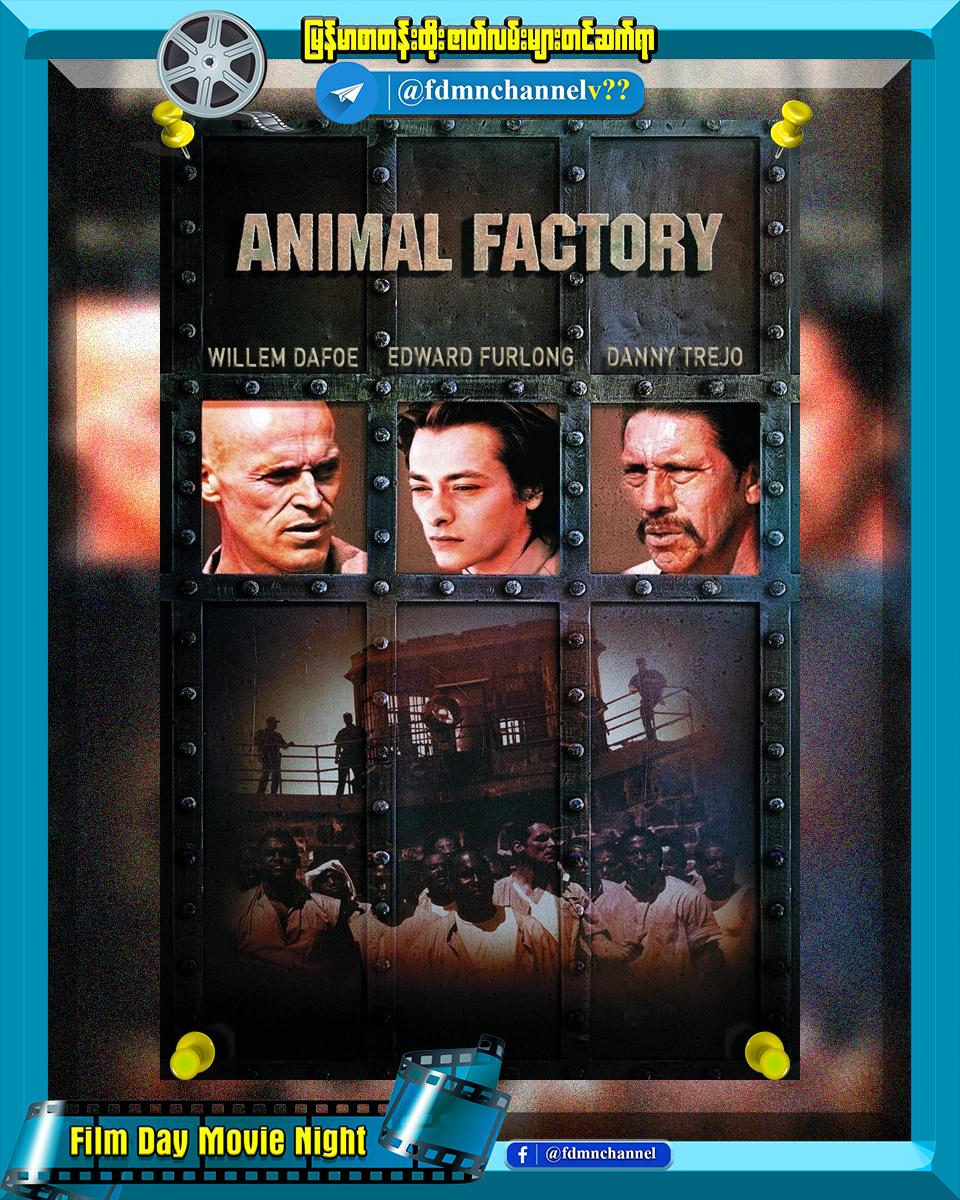 မြန်မာစာတန်းထိုးဇာတ်လမ်းများတင်ဆက်ရာ
@fdmnchannelv??
ANIMAL FACTORY
WILLEM DAFOE EDWARD FURLONG DANNY TREJO
Film Day Movie Night
@fdmnchannel